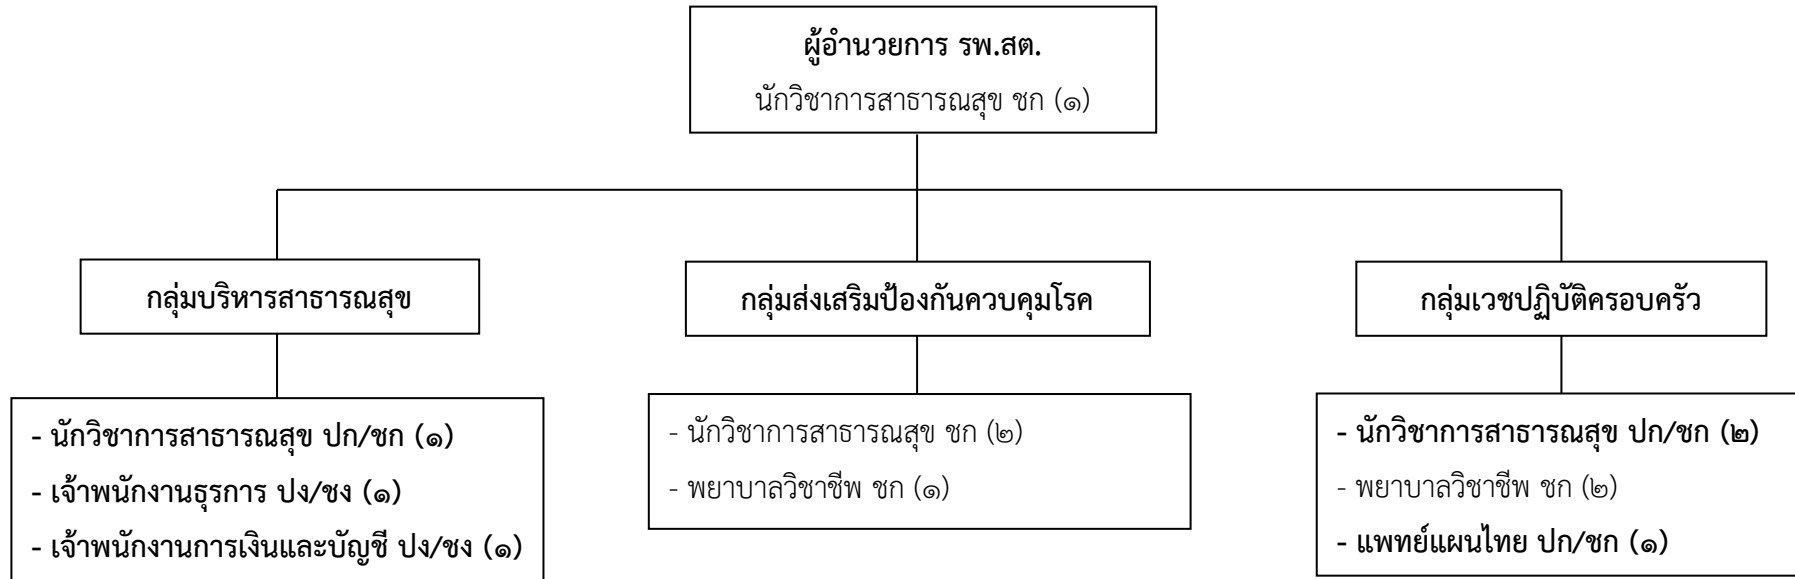 ผู้อำนวยการ รพ.สต.
นักวิชาการสาธารณสุข ชก (๑)
กลุ่มบริหารสาธารณสุข
- นักวิชาการสาธารณสุข ปก/ชก (๑)
- เจ้าพนักงานธุรการ ปง/ชง (๑)
- เจ้าพนักงานการเงินและบัญชี ปง/ชง (๑)
กลุ่มส่งเสริมป้องกันควบคุมโรค
- นักวิชาการสาธารณสุข ชก (๒)
- พยาบาลวิชาชีพ ชก (๑)
กลุ่มเวชปฏิบัติครอบครัว
- นักวิชาการสาธารณสุข ปก/ชก (๒)
- พยาบาลวิชาชีพ ชก (๒)
- แพทย์แผนไทย ปก/ชก (๑)